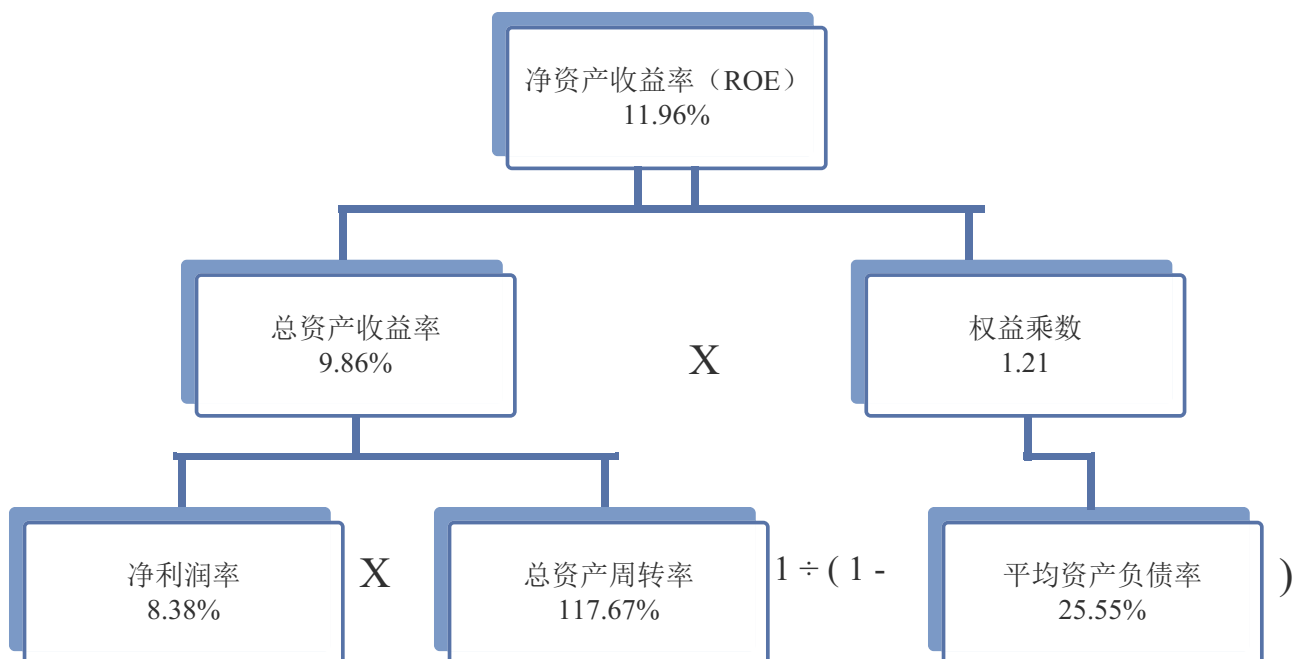 净资产收益率（ROE）
11.96%
总资产收益率
9.86%
X
权益乘数
1.21
净利润率
8.38%
X
总资产周转率
117.67%
1 ÷ ( 1 -
平均资产负债率
25.55%
)